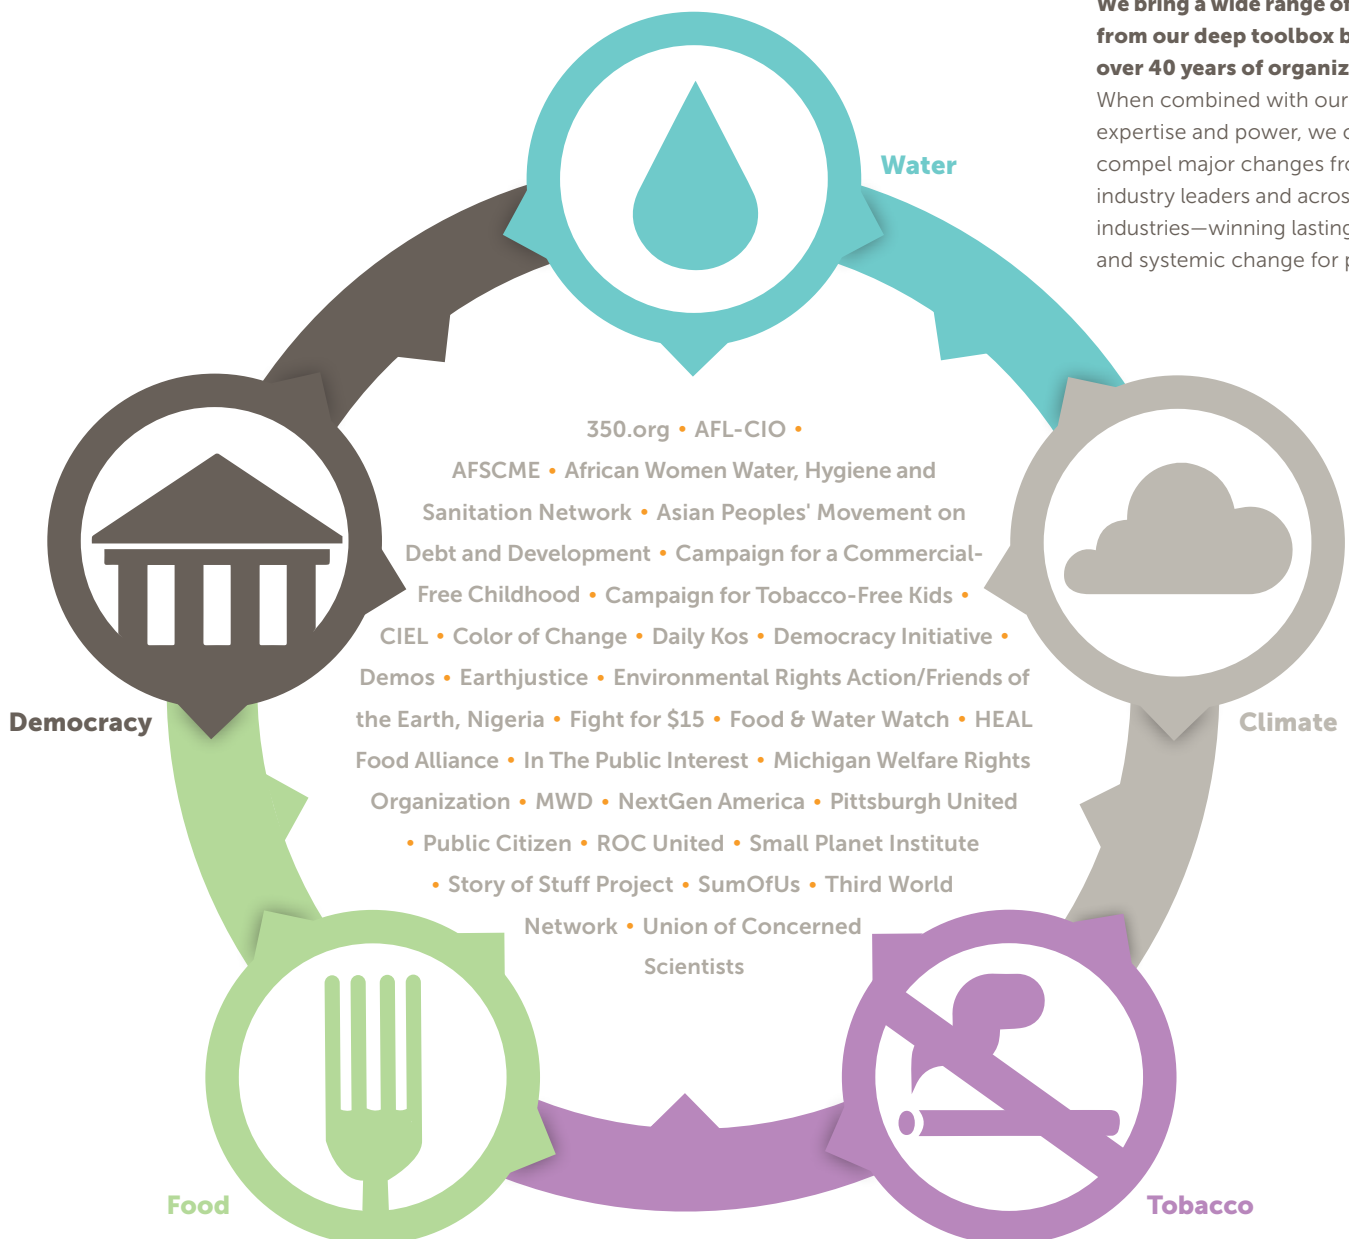 We bring a wide range of
from our deep toolbox b
over 40 years of organiz
When combined with our
expertise and power, we c
compel major changes fro
industry leaders and acros
industries—winning lasting
and systemic change for p
Water
350.org • AFL-CIO •
AFSCME • African Women Water, Hygiene and
Sanitation Network • Asian Peoples' Movement on
Debt and Development • Campaign for a Commercial-
Free Childhood • Campaign for Tobacco-Free Kids •
CIEL • Color of Change • Daily Kos • Democracy Initiative •
Demos • Earthjustice • Environmental Rights Action/Friends of
the Earth, Nigeria • Fight for $15 • Food & Water Watch • HEAL
Food Alliance • In The Public Interest • Michigan Welfare Rights
Organization • MWD • NextGen America • Pittsburgh United
• Public Citizen • ROC United • Small Planet Institute
• Story of Stuff Project • SumOfUs • Third World
Network • Union of Concerned
Scientists
Democracy
Climate
Food
Tobacco